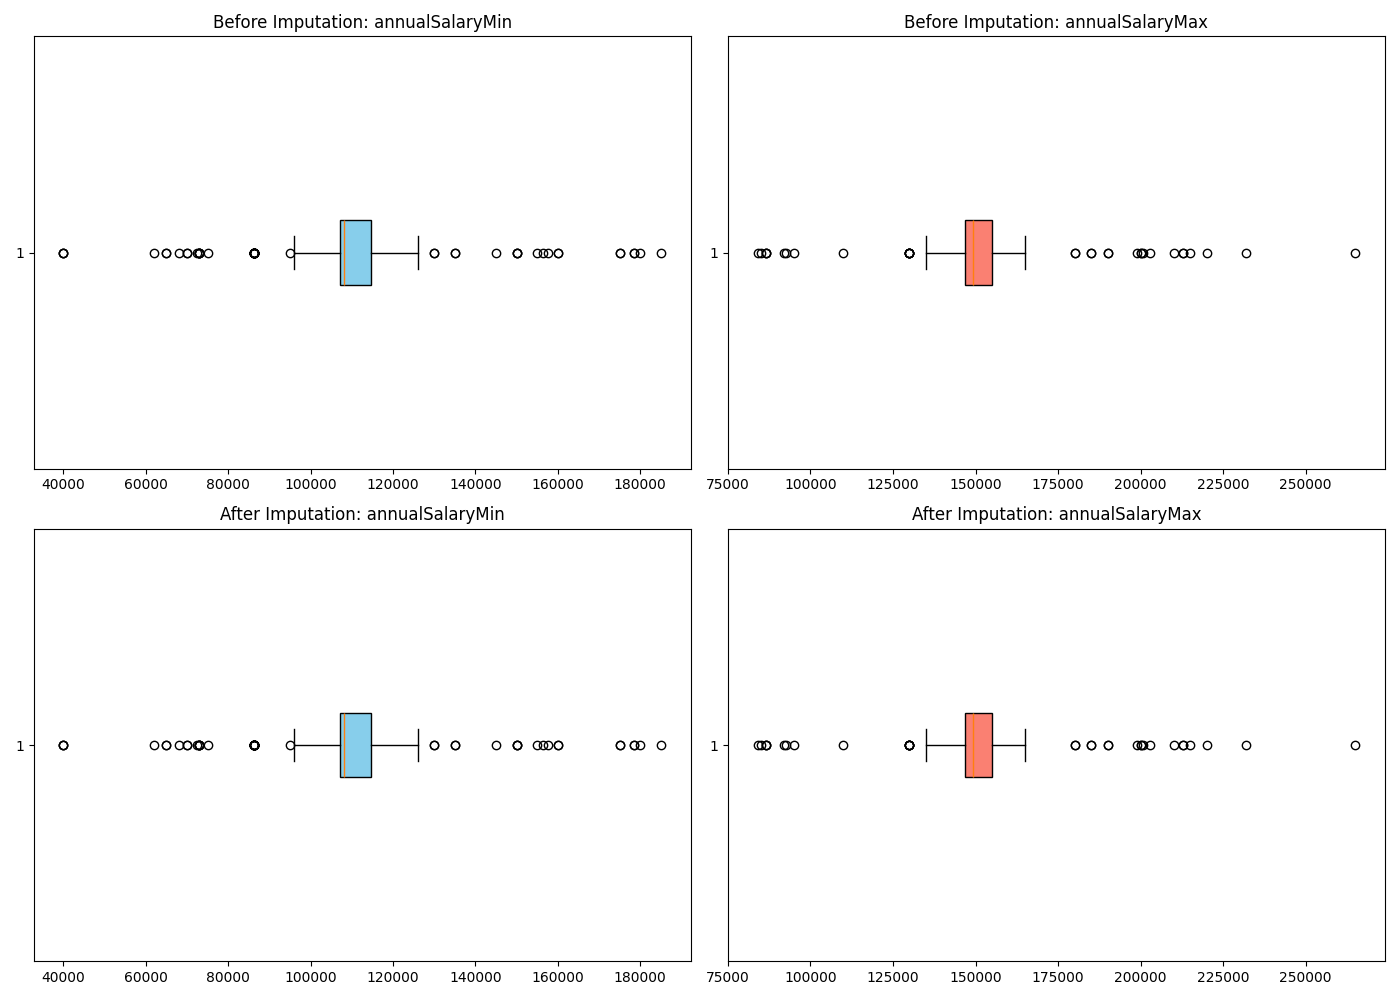 Before Imputation: annualSalaryMin
1
40000 60000 80000 100000 120000 140000 160000 180000
Before Imputation: annualSalaryMax
1
75000 100000 125000 150000 175000 200000 225000 250000
After Imputation: annualSalaryMin
1
40000 60000 80000 100000 120000 140000 160000 180000
After Imputation: annualSalaryMax
1
75000 100000 125000 150000 175000 200000 225000 250000